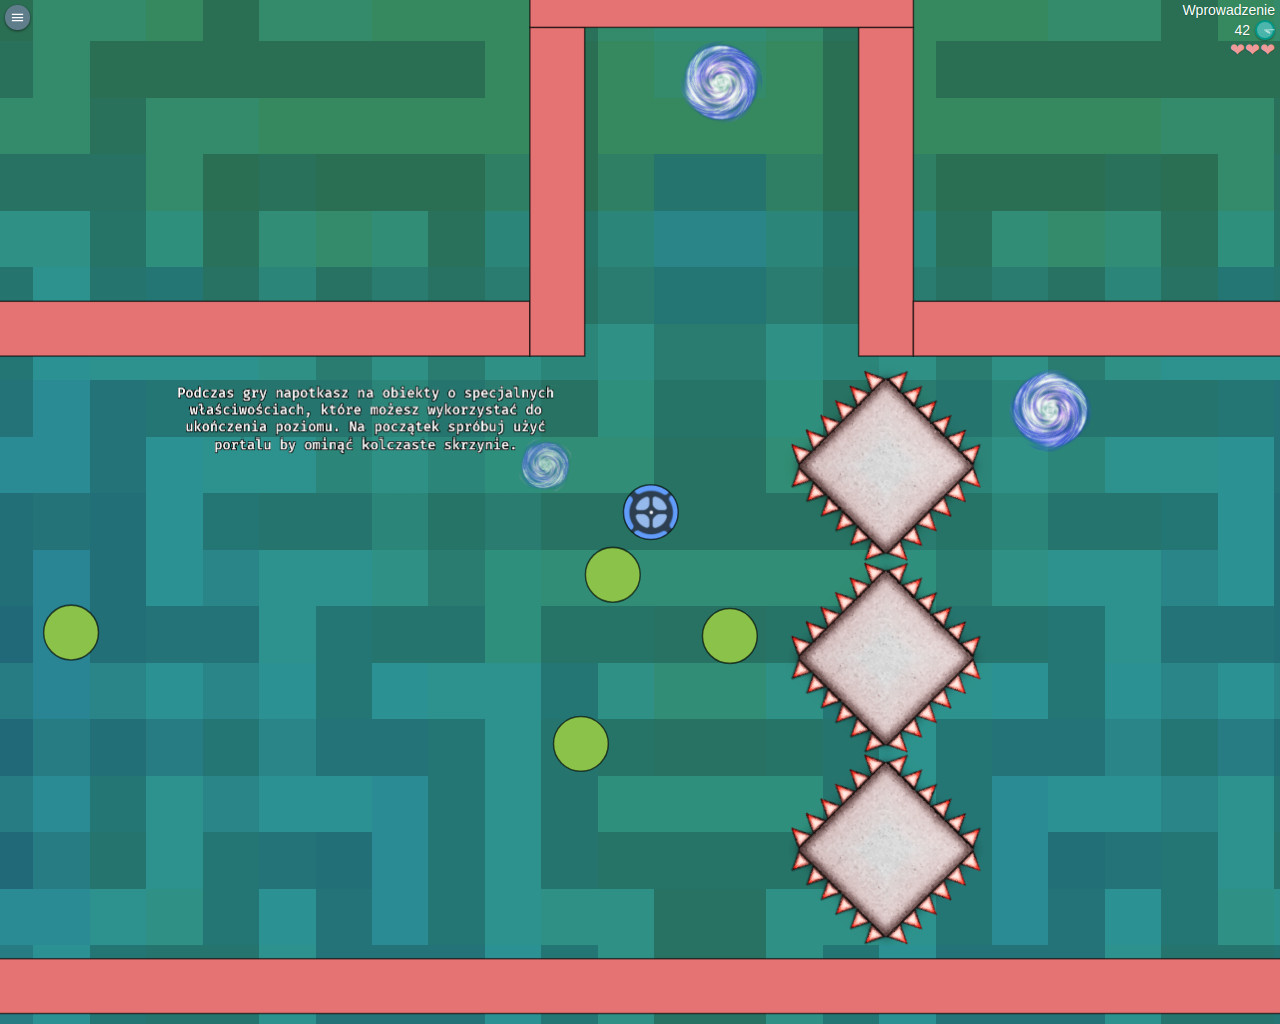 Wprowadzenie
42
Podczas gry napotkasz na obiekty o specjalnych
właściwościach, które możesz wykorzystać do
ukończenia poziomu. Na początek spróbuj użyć
portalu by ominąć kolczaste skrzynie.